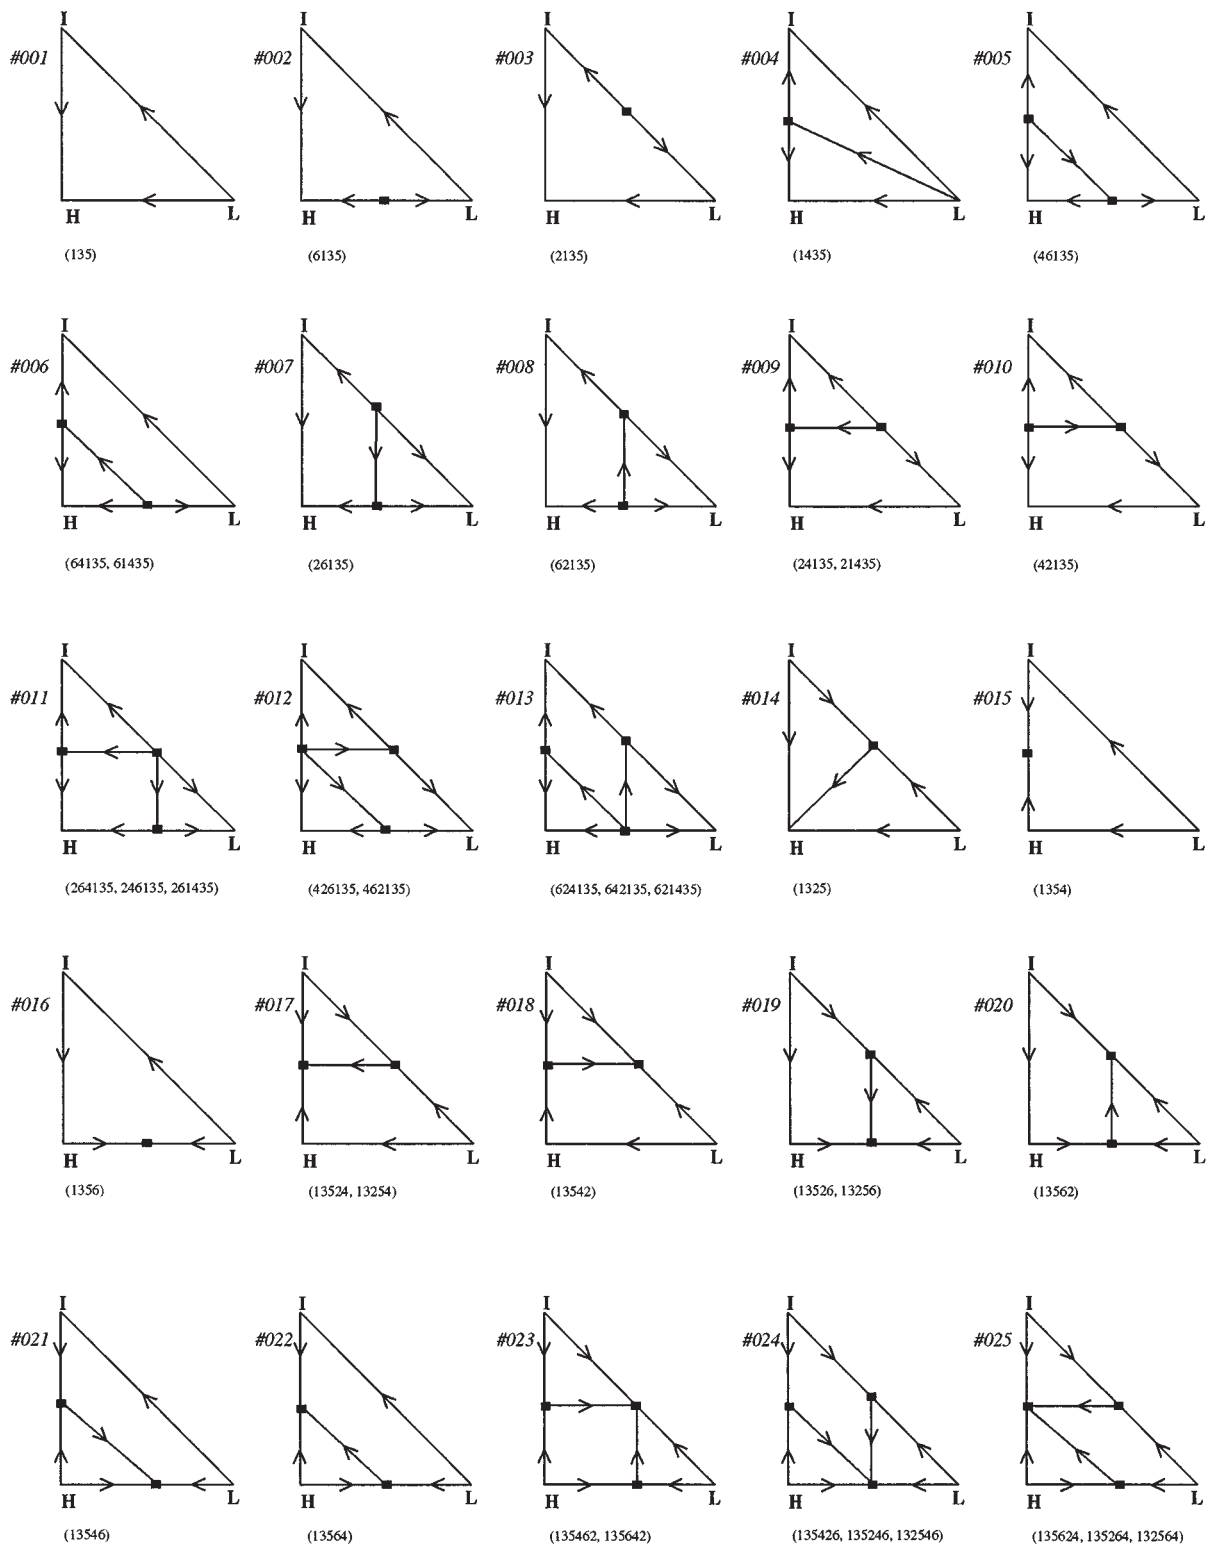 I I I I I
#001 #002 #003 #004 #005
H L H L H L H L H L
(135) (6135) (2135) (1435) (46135)
I I I I I
#006 #007 #008 #009 #010
H L H L H L H L H L
(64135, 61435) (26135) (62135) (24135, 21435) (42135)
I I I I I
#011 #012 #013 #014 #015
H L H L H L H L H L
(264135, 246135, 261435) (426135, 462135) (624135, 642135, 621435) (1325) (1354)
I I I I I
#016 #017 #018 #019 #020
H L H L H L H L H L
(1356) (13524, 13254) (13542) (13526, 13256) (13562)
I I I I I
#021 #022 #023 #024 #025
H L H L H L H L H L
(13546) (13564) (135462, 135642) (135426, 135246, 132546) (135624, 135264, 132564)